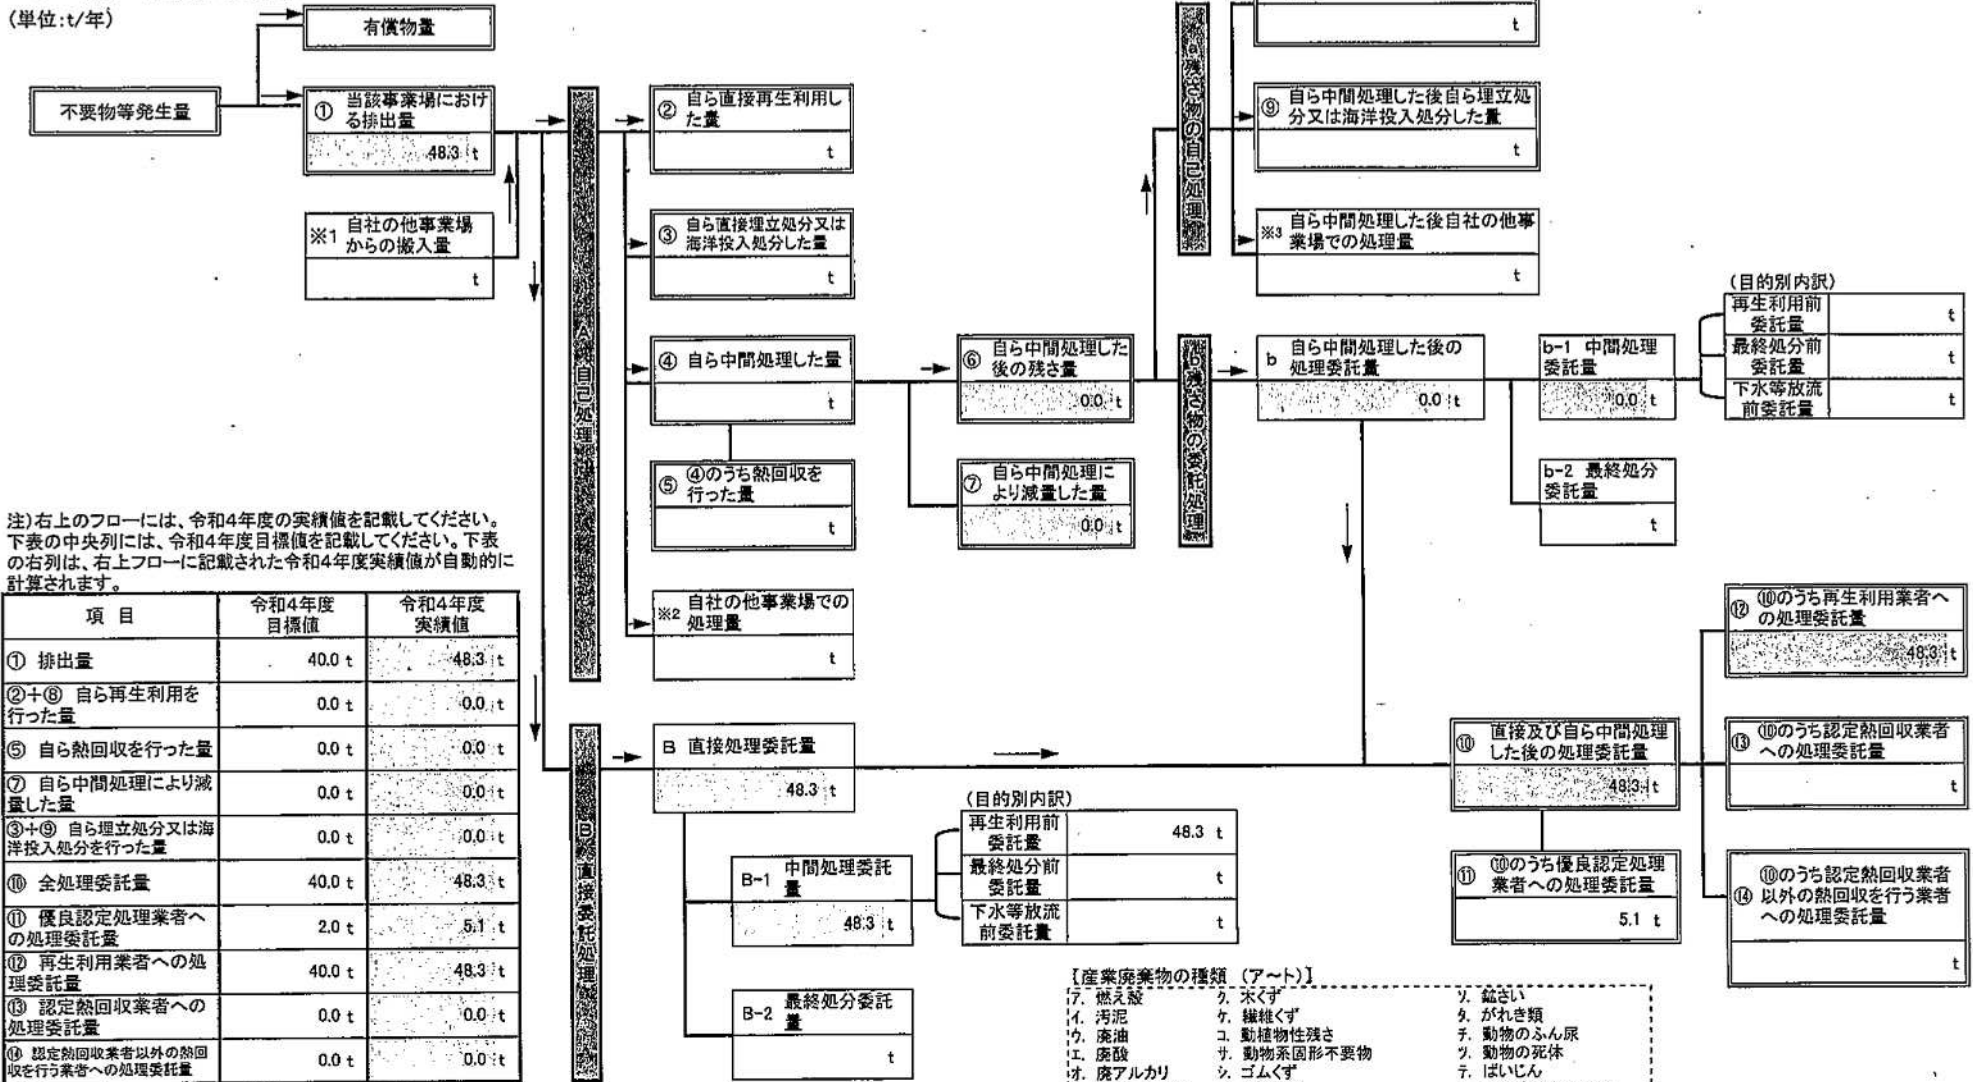 (単位:t/年)
有償物量
不要物等発生量
① 当該事業場におけ
る排出量
48.3 t
※1 自社の他事業場
からの搬入量
t
A 自己処理
② 自ら直接再生利用し
た量
t
③ 自ら直接埋立処分又は
海洋投入処分した量
t
④ 自ら中間処理した量
t
⑤ ④のうち熱回収を
行った量
t
※2 自社の他事業場での
処理量
t
⑥ 自ら中間処理した
後の残さ量
0.0 t
⑦ 自ら中間処理に
より減量した量
0.0 t
a 残さ物の自己処理
t
⑨ 自ら中間処理した後自ら埋立処
分又は海洋投入処分した量
t
※3 自ら中間処理した後自社の他事
業場での処理量
t
b 残さ物の委託処理
b 自ら中間処理した後の
処理委託量
0.0 t
b-1 中間処理
委託量
0.0 t
(目的別内訳)
再生利用前
委託量 t
最終処分前
委託量 t
下水等放流
前委託量 t
b-2 最終処分
委託量
t
注)右上のフローには、令和4年度の実績値を記載してください。
下表の中央列には、令和4年度目標値を記載してください。下表
の右列は、右上フローに記載された令和4年度実績値が自動的に
計算されます。
項 目 令和4年度
目標値 令和4年度
実績値
① 排出量 40.0 t 48.3 t
②+⑧ 自ら再生利用を
行った量 0.0 t 0.0 t
⑤ 自ら熱回収を行った量 0.0 t 0.0 t
⑦ 自ら中間処理により減
量した量 0.0 t 0.0 t
③+⑨ 自ら埋立処分又は海
洋投入処分を行った量 0.0 t 0.0 t
⑩ 全処理委託量 40.0 t 48.3 t
⑪ 優良認定処理業者へ
の処理委託量 2.0 t 5.1 t
⑫ 再生利用業者への処
理委託量 40.0 t 48.3 t
⑬ 認定熱回収業者への
処理委託量 0.0 t 0.0 t
⑭ 認定熱回収業者以外の熱回
収を行う業者への処理委託量 0.0 t 0.0 t
B 直接委託処理
B 直接処理委託量
48.3 t
B-1 中間処理委託
量
48.3 t
(目的別内訳)
再生利用前
委託量 48.3 t
最終処分前
委託量 t
下水等放流
前委託量 t
B-2 最終処分委託
量
t
⑩ 直接及び自ら中間処理
した後の処理委託量
48.3 t
⑪ ⑩のうち優良認定処理
業者への処理委託量
5.1 t
⑫ ⑩のうち再生利用業者へ
の処理委託量
48.3 t
⑬ ⑩のうち認定熱回収業者
への処理委託量
t
⑭ ⑩のうち認定熱回収業者
以外の熱回収を行う業者
への処理委託量
t
【産業廃棄物の種類 (ア～ト)】
ア. 燃え殻 ク. 木くず ソ. 鉱さい
イ. 汚泥 ケ. 繊維くず タ. がれき類
ウ. 廃油 コ. 動植物性残さ チ. 動物のふん尿
エ. 廃酸 サ. 動物系固形不要物 ツ. 動物の死体
オ. 廃アルカリ シ. ゴムくず テ. ばいじん